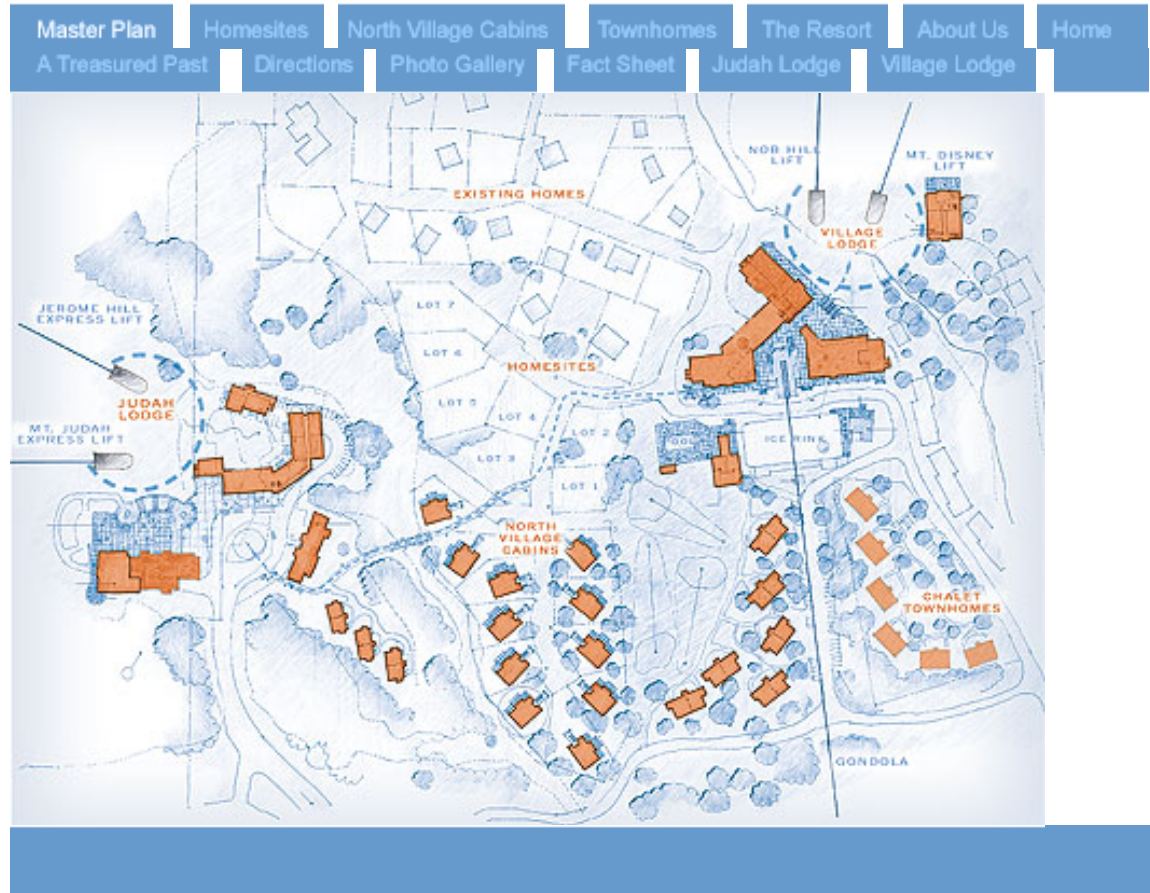 Master Plan
Homesites
North Village Cabins
Townhomes
The Resort
About Us
Home
A Treasured Past
Directions
Photo Gallery
Fact Sheet
Judah Lodge
Village Lodge
NOB HILL
LIFT
MT. DISNEY
LIFT
EXISTING HOMES
VILLAGE
LODGE
JEROME HILL
EXPRESS LIFT
LOT 7
LOT 6
HOMESITES
JUDAH
LODGE
LOT 5
LOT 4
MT. JUDAH
EXPRESS LIFT
LOT 2
ICE RINK
LOT 3
LOT 1
NORTH
VILLAGE
CABINS
CHALET
TOWNHOMES
GONDOLA